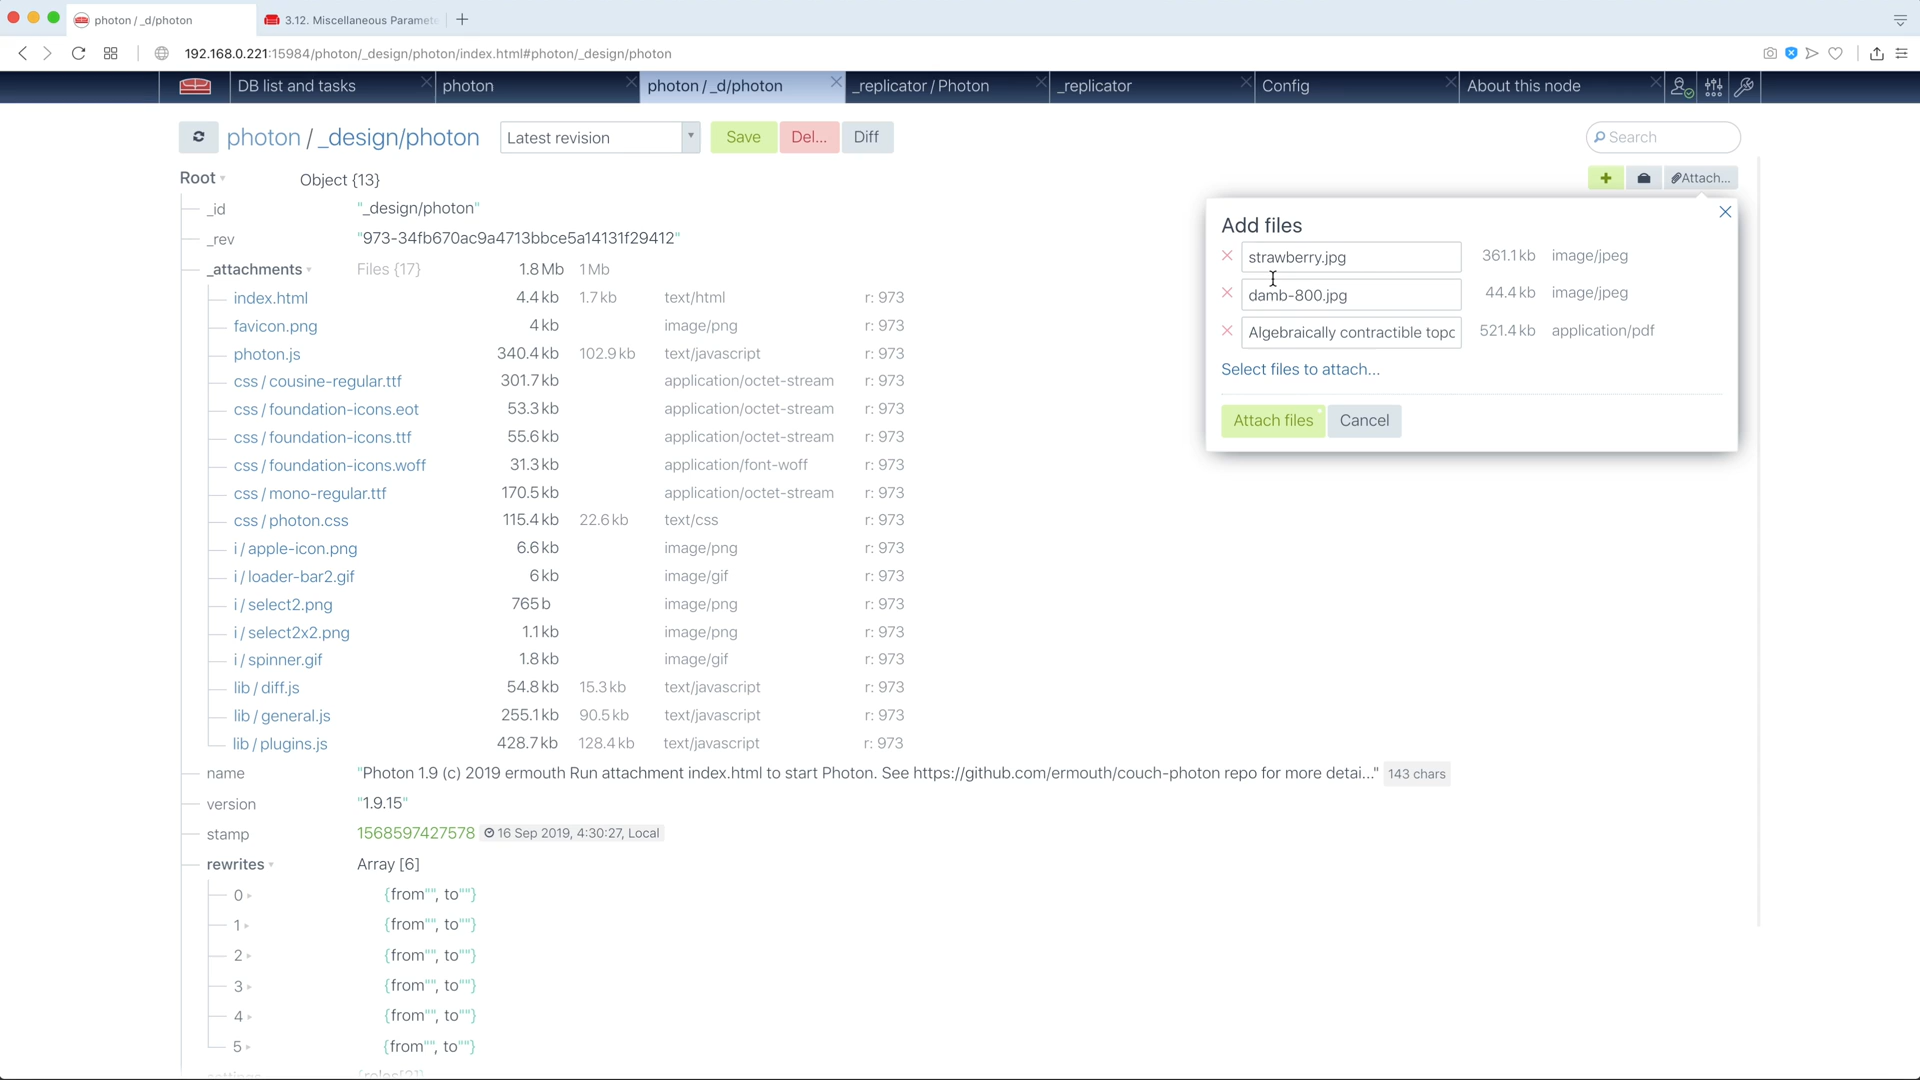 photon / _d/photon
3.12. Miscellaneous Paramete
192.168.0.221:15984/photon/_design/photon/index.html#photon/_design/photon
DB list and tasks
photon
photon / _d/photon
_replicator / Photon
_replicator
Config
About this node
photon / _design/photon
Latest revision
Save
Del...
Diff
Search
Root
Object {13}
Attach...
_id "_design/photon"
_rev "973-34fb670ac9a4713bbce5a14131f29412"
_attachments Files {17} 1.8 Mb 1 Mb
index.html 4.4 kb 1.7 kb text/html r: 973
favicon.png 4 kb image/png r: 973
photon.js 340.4 kb 102.9 kb text/javascript r: 973
css / cousine-regular.ttf 301.7 kb application/octet-stream r: 973
css / foundation-icons.eot 53.3 kb application/octet-stream r: 973
css / foundation-icons.ttf 55.6 kb application/octet-stream r: 973
css / foundation-icons.woff 31.3 kb application/font-woff r: 973
css / mono-regular.ttf 170.5 kb application/octet-stream r: 973
css / photon.css 115.4 kb 22.6 kb text/css r: 973
i / apple-icon.png 6.6 kb image/png r: 973
i / loader-bar2.gif 6 kb image/gif r: 973
i / select2.png 765 b image/png r: 973
i / select2x2.png 1.1 kb image/png r: 973
i / spinner.gif 1.8 kb image/gif r: 973
lib / diff.js 54.8 kb 15.3 kb text/javascript r: 973
lib / general.js 255.1 kb 90.5 kb text/javascript r: 973
lib / plugins.js 428.7 kb 128.4 kb text/javascript r: 973
name "Photon 1.9 (c) 2019 ermouth Run attachment index.html to start Photon. See https://github.com/ermouth/couch-photon repo for more detai..." 143 chars
version "1.9.15"
stamp 1568597427578 16 Sep 2019, 4:30:27, Local
rewrites Array [6]
0 {from"", to""}
1 {from"", to""}
2 {from"", to""}
3 {from"", to""}
4 {from"", to""}
5 {from"", to""}
settings {roles[2]}
Add files
strawberry.jpg 361.1 kb image/jpeg
damb-800.jpg 44.4 kb image/jpeg
Algebraically contractible topo 521.4 kb application/pdf
Select files to attach...
Attach files
Cancel